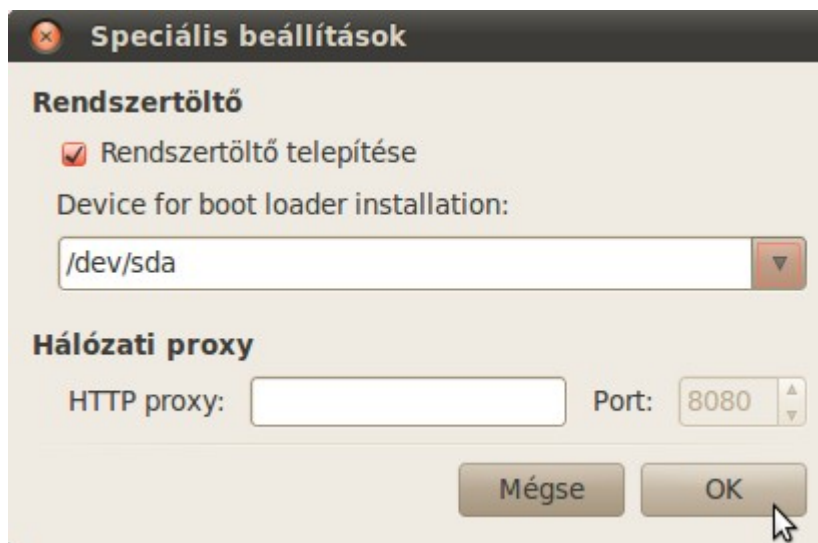 Speciális beállítások
Rendszertöltő
Rendszertöltő telepítése
Device for boot loader installation:
/dev/sda
Hálózati proxy
HTTP proxy: Port: 8080
Mégse OK